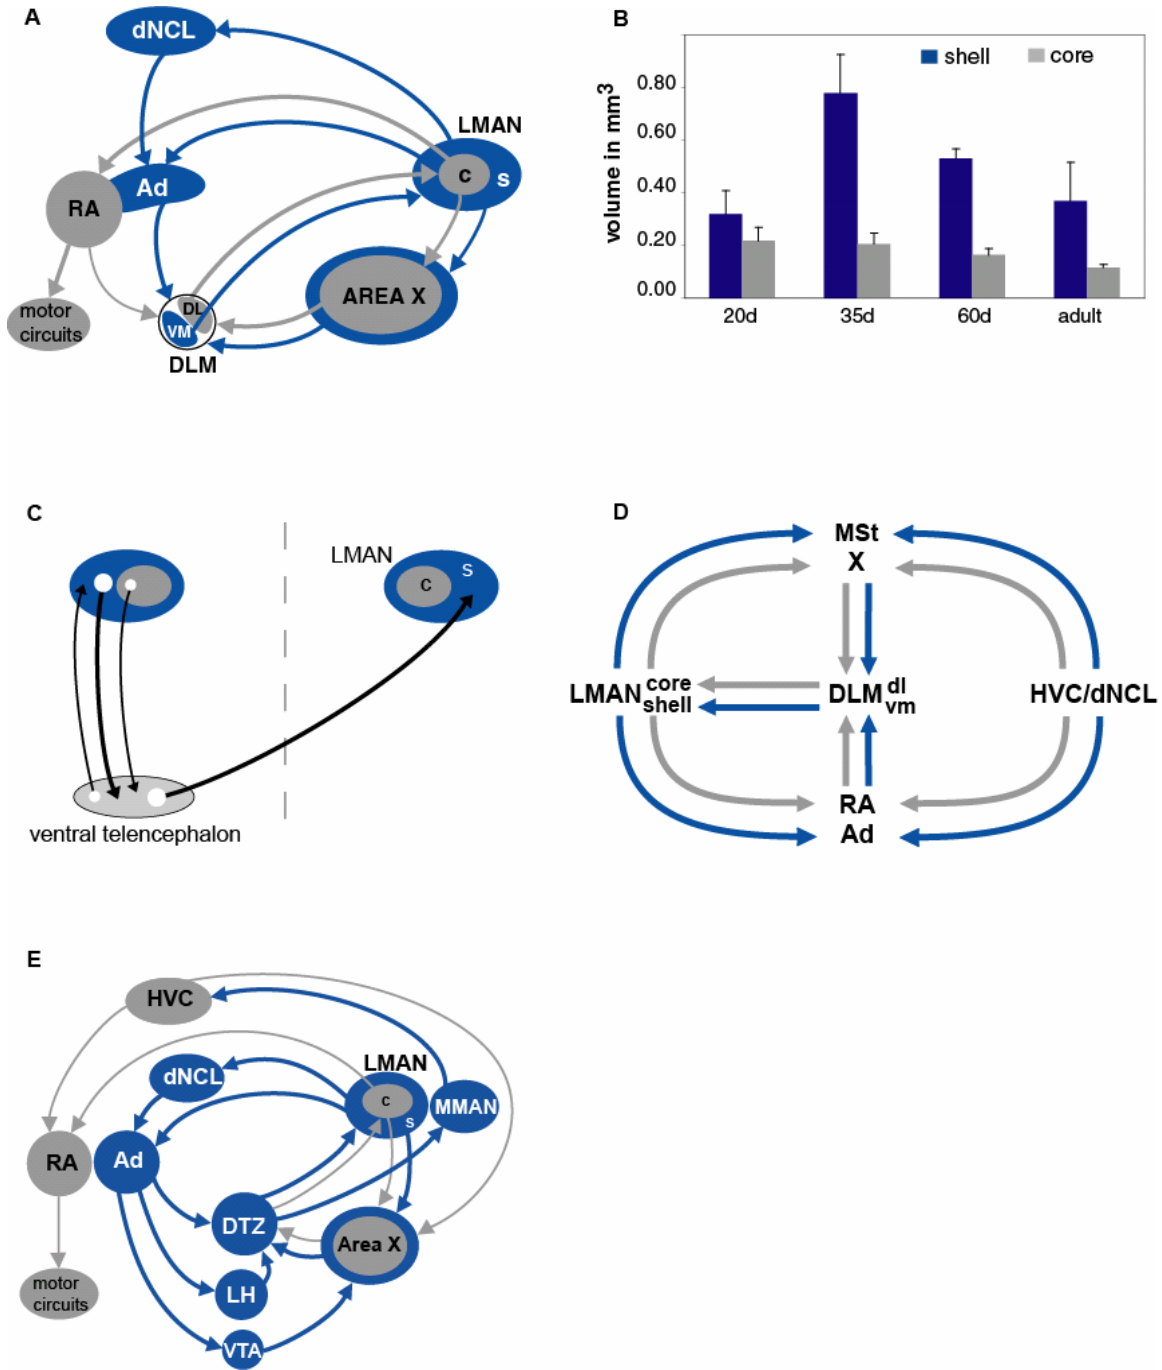 A
dNCL
LMAN
c
s
Ad
RA
AREA X
DL
VM
motor
circuits
DLM
B
shell
core
volume in mm3
0.80
0.60
0.40
0.20
0.00
20d
35d
60d
adult
C
LMAN
c
s
ventral telencephalon
D
MSt
X
LMAN core
shell
DLM dl
vm
HVC/dNCL
RA
Ad
E
HVC
LMAN
dNCL
c
s
MMAN
RA
Ad
DTZ
Area X
motor
circuits
LH
VTA